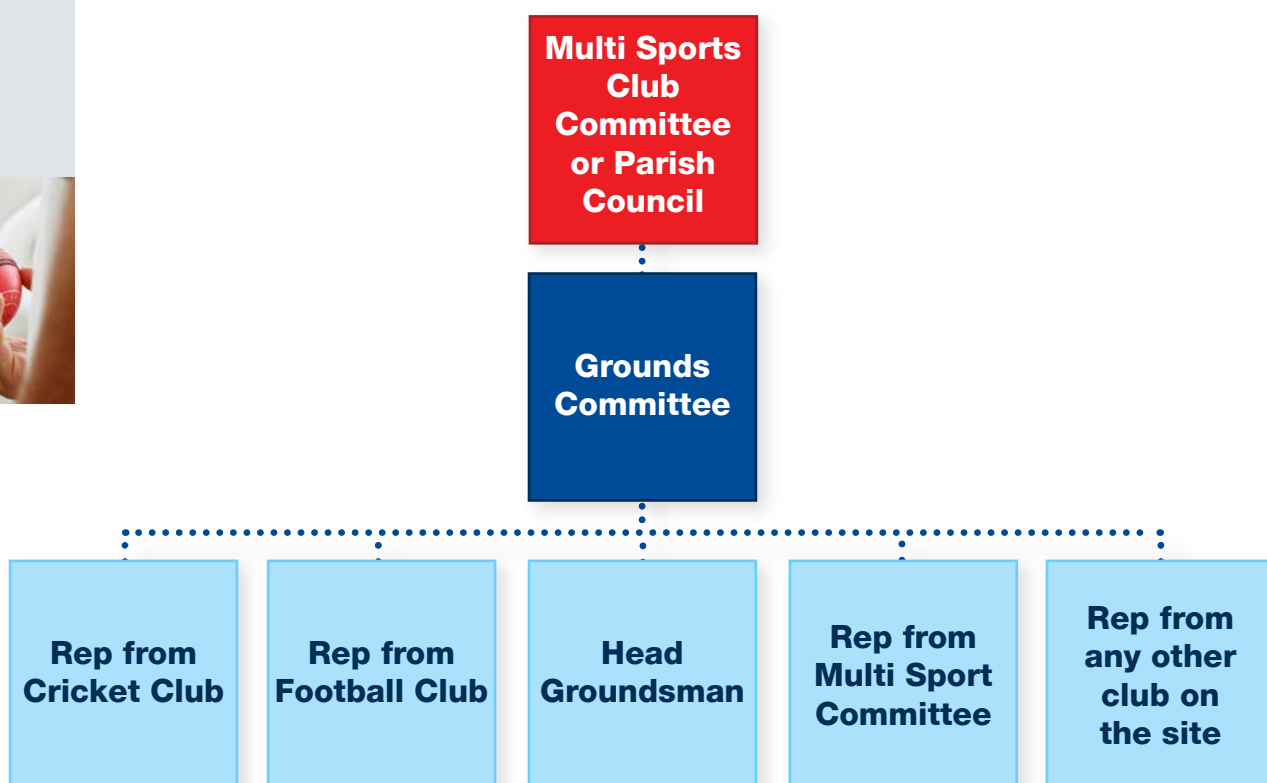 Multi Sports
Club
Committee
or Parish
Council
Grounds
Committee
Rep from
Cricket Club
Rep from
Football Club
Head
Groundsman
Rep from
Multi Sport
Committee
Rep from
any other
club on
the site